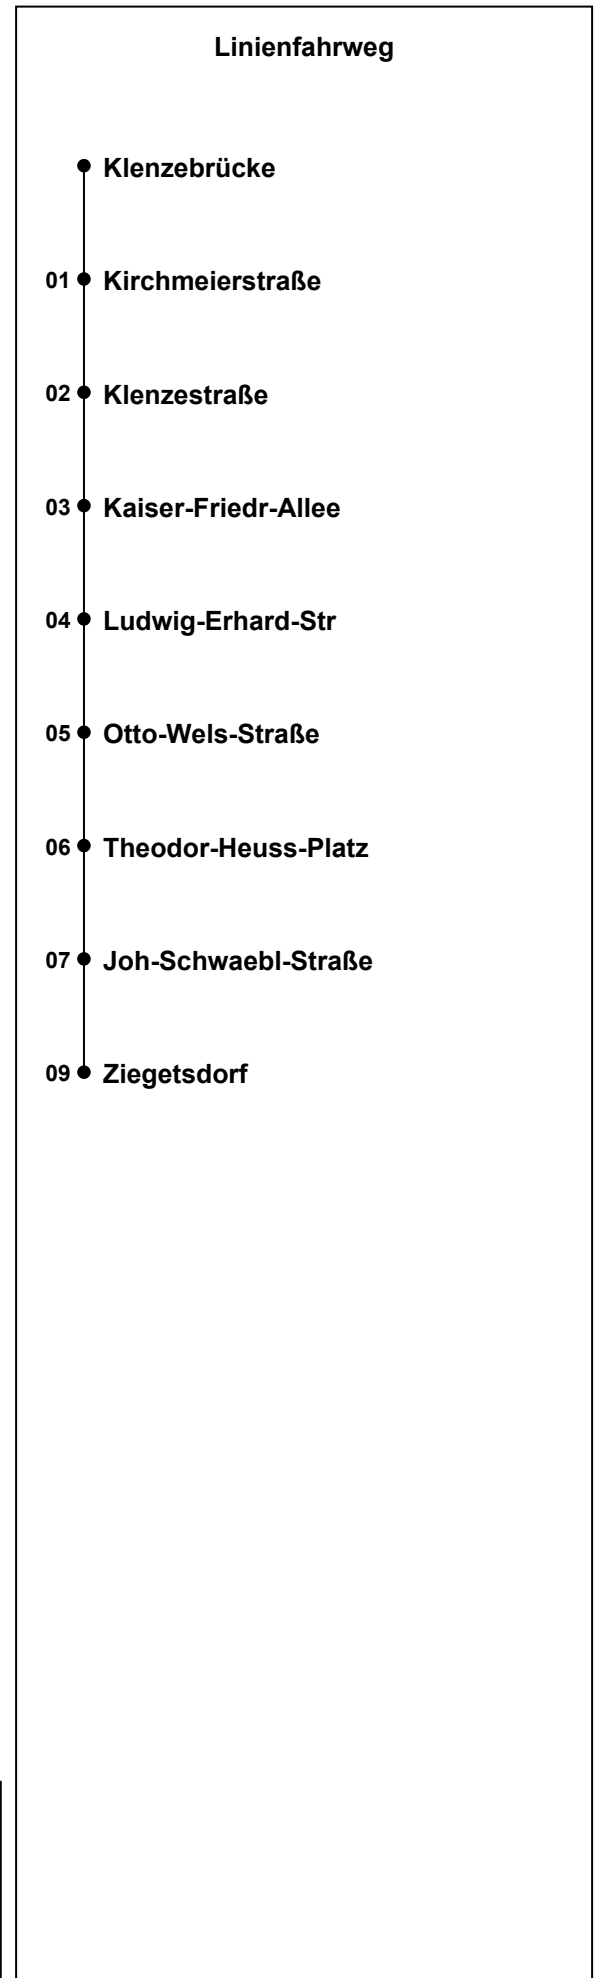 Linienfahrweg
Klenzebrücke
01 Kirchmeierstraße
02 Klenzestraße
03 Kaiser-Friedr-Allee
04 Ludwig-Erhard-Str
05 Otto-Wels-Straße
06 Theodor-Heuss-Platz
07 Joh-Schwaebl-Straße
09 Ziegetsdorf